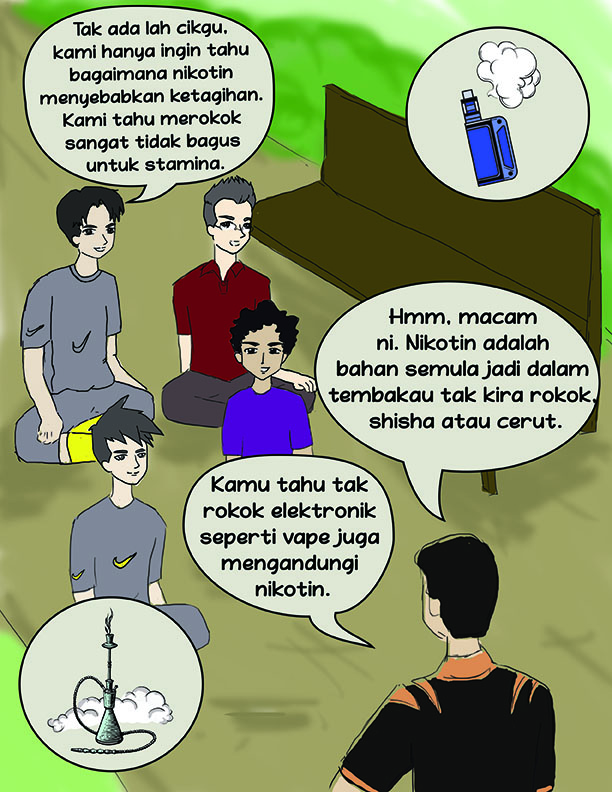 Tak ada lah cikgu,
kami hanya ingin tahu
bagaimana nikotin
menyebabkan ketagihan.
Kami tahu merokok
sangat tidak bagus
untuk stamina.
Hmm, macam
ni. Nikotin adalah
bahan semula jadi dalam
tembakau tak kira rokok,
shisha atau cerut.
Kamu tahu tak
rokok elektronik
seperti vape juga
mengandungi
nikotin.